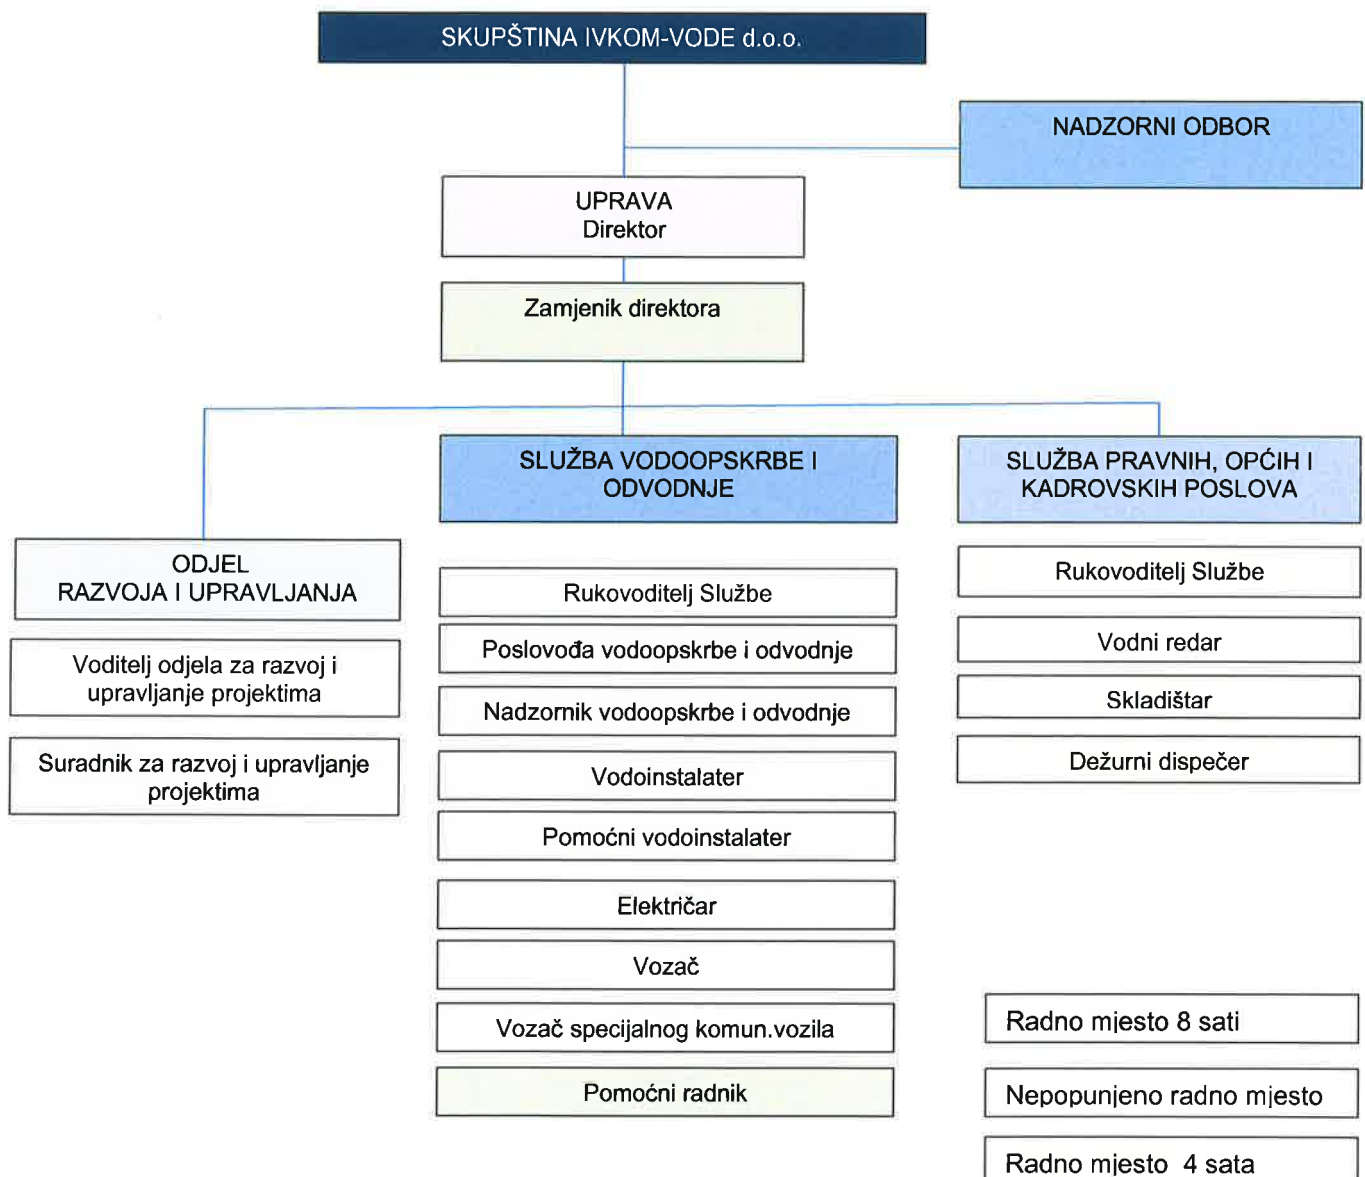 SKUPŠTINA IVKOM-VODE d.o.o.
NADZORNI ODBOR
UPRAVA
Direktor
Zamjenik direktora
ODJEL
RAZVOJA I UPRAVLJANJA
Voditelj odjela za razvoj i
upravljanje projektima
Suradnik za razvoj i upravljanje
projektima
SLUŽBA VODOOPSKRBE I
ODVODNJE
Rukovoditelj Službe
Poslovođa vodoopskrbe i odvodnje
Nadzornik vodoopskrbe i odvodnje
Vodoinstalater
Pomoćni vodoinstalater
Električar
Vozač
Vozač specijalnog komun.vozila
Pomoćni radnik
SLUŽBA PRAVNIH, OPĆIH I
KADROVSKIH POSLOVA
Rukovoditelj Službe
Vodni redar
Skladištar
Dežurni dispečer
Radno mjesto 8 sati
Nepopunjeno radno mjesto
Radno mjesto 4 sata